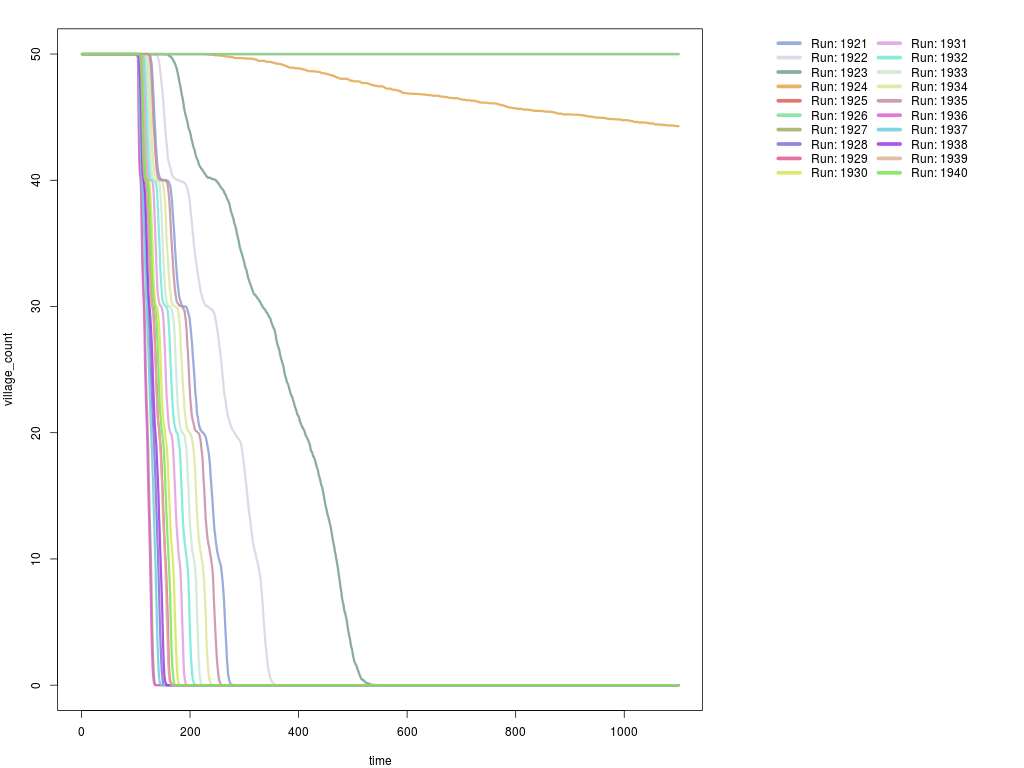 50
40
30
20
10
0
village_count
0 200 400 600 800 1000
time
Run: 1921 Run: 1931
Run: 1922 Run: 1932
Run: 1923 Run: 1933
Run: 1924 Run: 1934
Run: 1925 Run: 1935
Run: 1926 Run: 1936
Run: 1927 Run: 1937
Run: 1928 Run: 1938
Run: 1929 Run: 1939
Run: 1930 Run: 1940